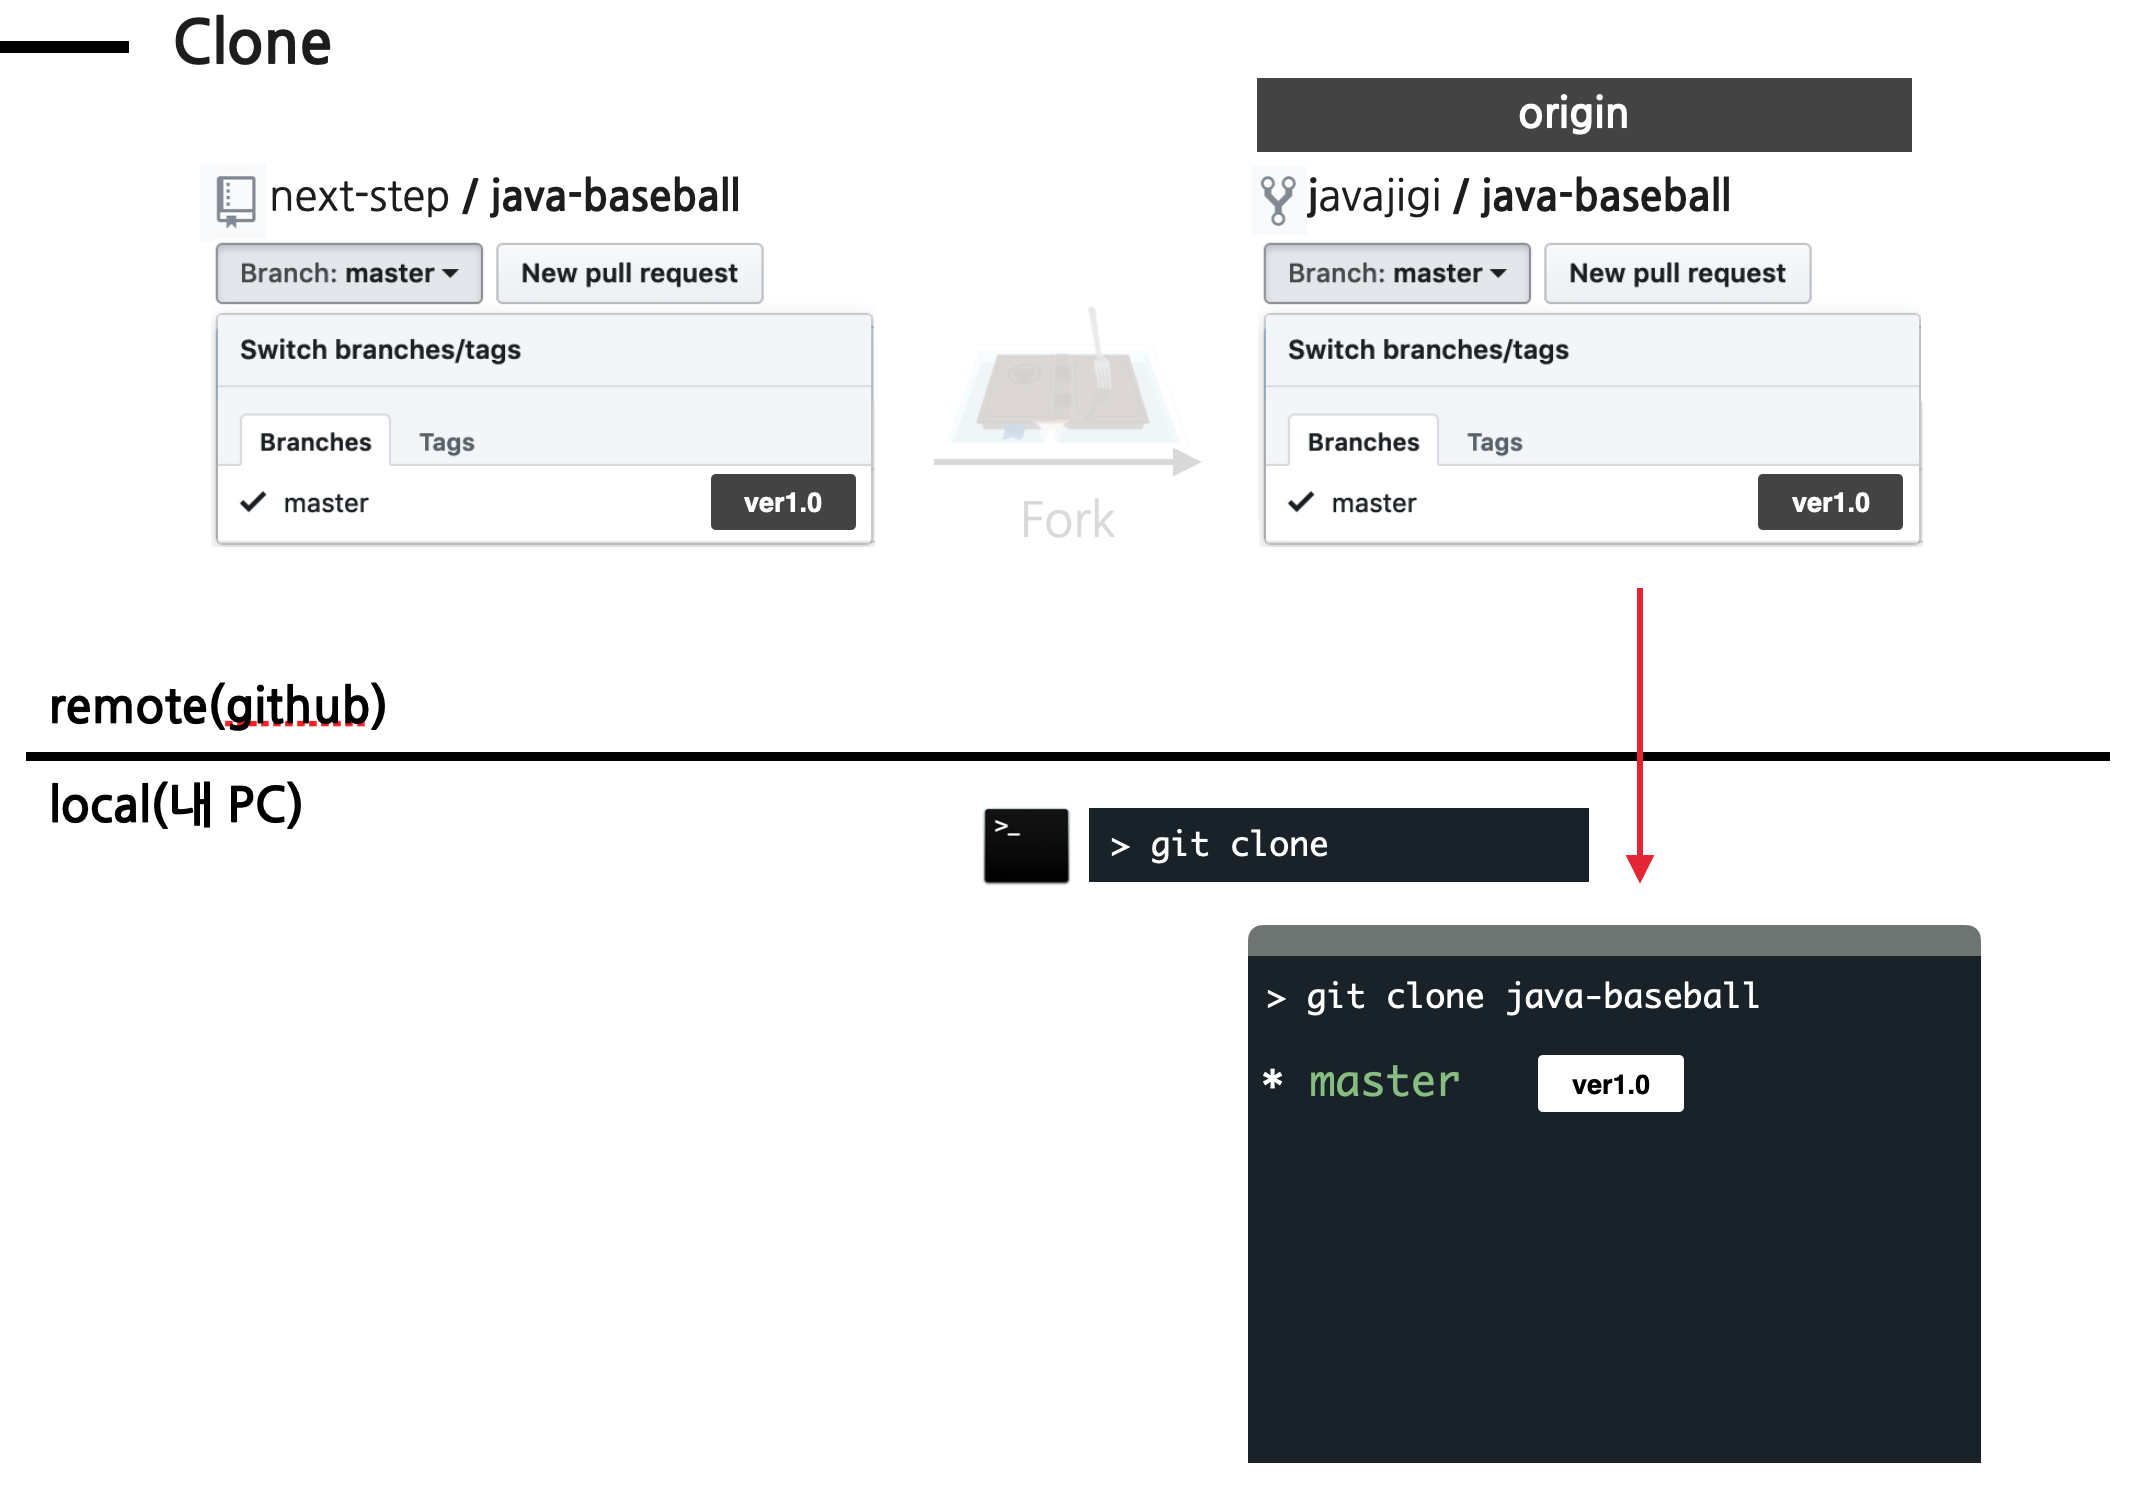 Clone
origin
next-step / java-baseball
Branch: master
New pull request
Switch branches/tags
Branches
Tags
master
ver1.0
Fork
javajigi / java-baseball
Branch: master
New pull request
Switch branches/tags
Branches
Tags
master
ver1.0
remote(github)
local(내 PC)
>_
> git clone
> git clone java-baseball
* master
ver1.0